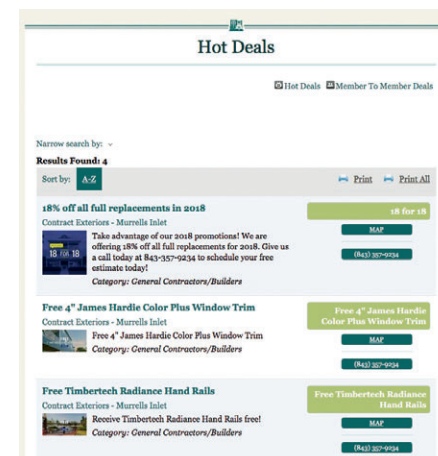 Hot Deals
Hot Deals Member To Member Deals
Narrow search by:
Results Found: 4
Sort by: A-Z Print Print All
18% off all full replacements in 2018
18 for 18
Contract Exteriors - Murrells Inlet
MAP
18 FOR 18
Take advantage of our 2018 promotions! We are
offering 18% off all full replacements for 2018. Give us
a call today at 843-357-9234 to schedule your free
estimate today!
(843) 357-9234
Category: General Contractors/Builders
Free 4" James Hardie Color Plus Window Trim
Free 4" James Hardie
Color Plus Window Trim
Contract Exteriors - Murrells Inlet
Free 4" James Hardie Color Plus Window Trim
MAP
Category: General Contractors/Builders
(843) 357-9234
Free Timbertech Radiance Hand Rails
Free Timbertech Radiance
Hand Rails
Contract Exteriors - Murrells Inlet
Receive Timbertech Radiance Hand Rails free!
MAP
Category: General Contractors/Builders
(843) 357-9234